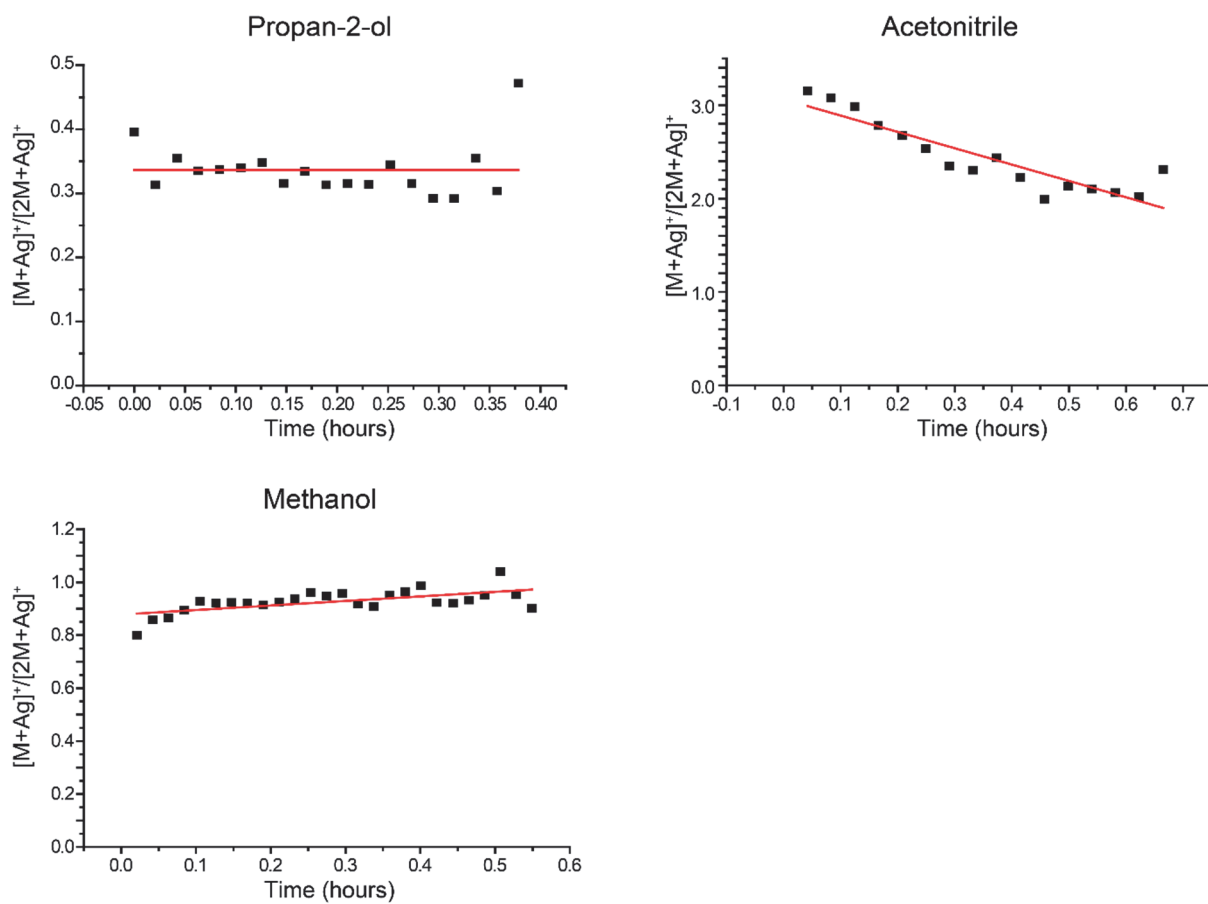 Propan-2-ol
[M+Ag]⁺/[2M+Ag]⁺
0.5
0.4
0.3
0.2
0.1
0.0
-0.05 0.00 0.05 0.10 0.15 0.20 0.25 0.30 0.35 0.40
Time (hours)
Acetonitrile
[M+Ag]⁺/[2M+Ag]⁺
3.0
2.0
1.0
0.0
-0.1 0.0 0.1 0.2 0.3 0.4 0.5 0.6 0.7
Time (hours)
Methanol
[M+Ag]⁺/[2M+Ag]⁺
1.2
1.0
0.8
0.6
0.4
0.2
0.0
0.0 0.1 0.2 0.3 0.4 0.5 0.6
Time (hours)